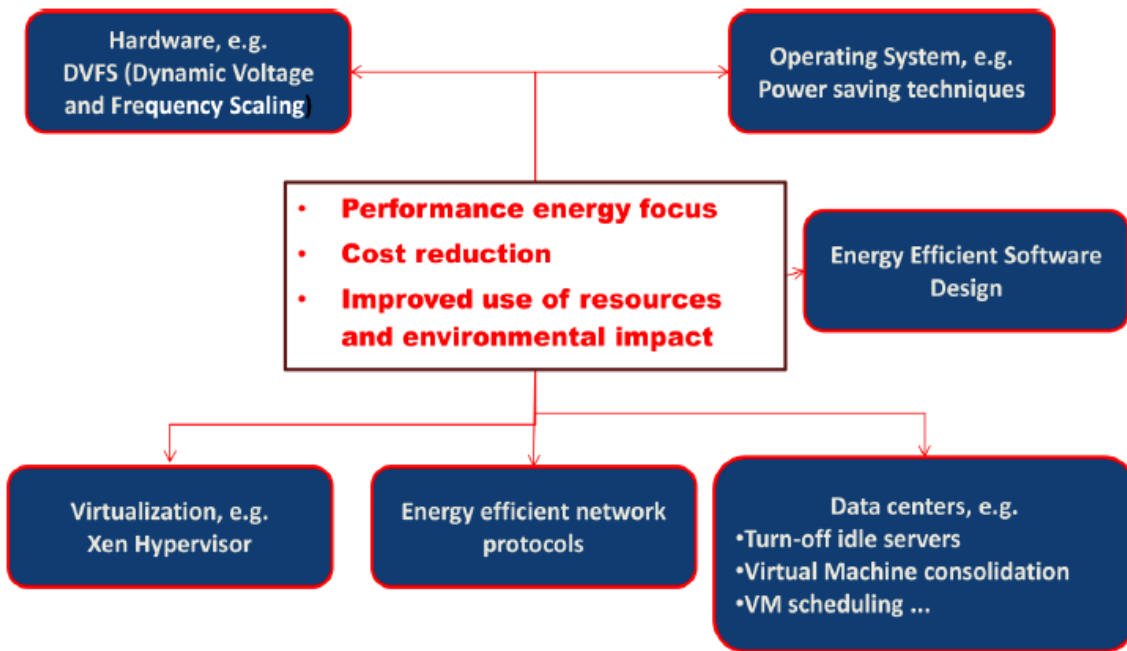 Hardware, e.g.
DVFS (Dynamic Voltage
and Frequency Scaling)
Operating System, e.g.
Power saving techniques
• Performance energy focus
• Cost reduction
• Improved use of resources
and environmental impact
Energy Efficient Software
Design
Virtualization, e.g.
Xen Hypervisor
Energy efficient network
protocols
Data centers, e.g.
•Turn-off idle servers
•Virtual Machine consolidation
•VM scheduling ...